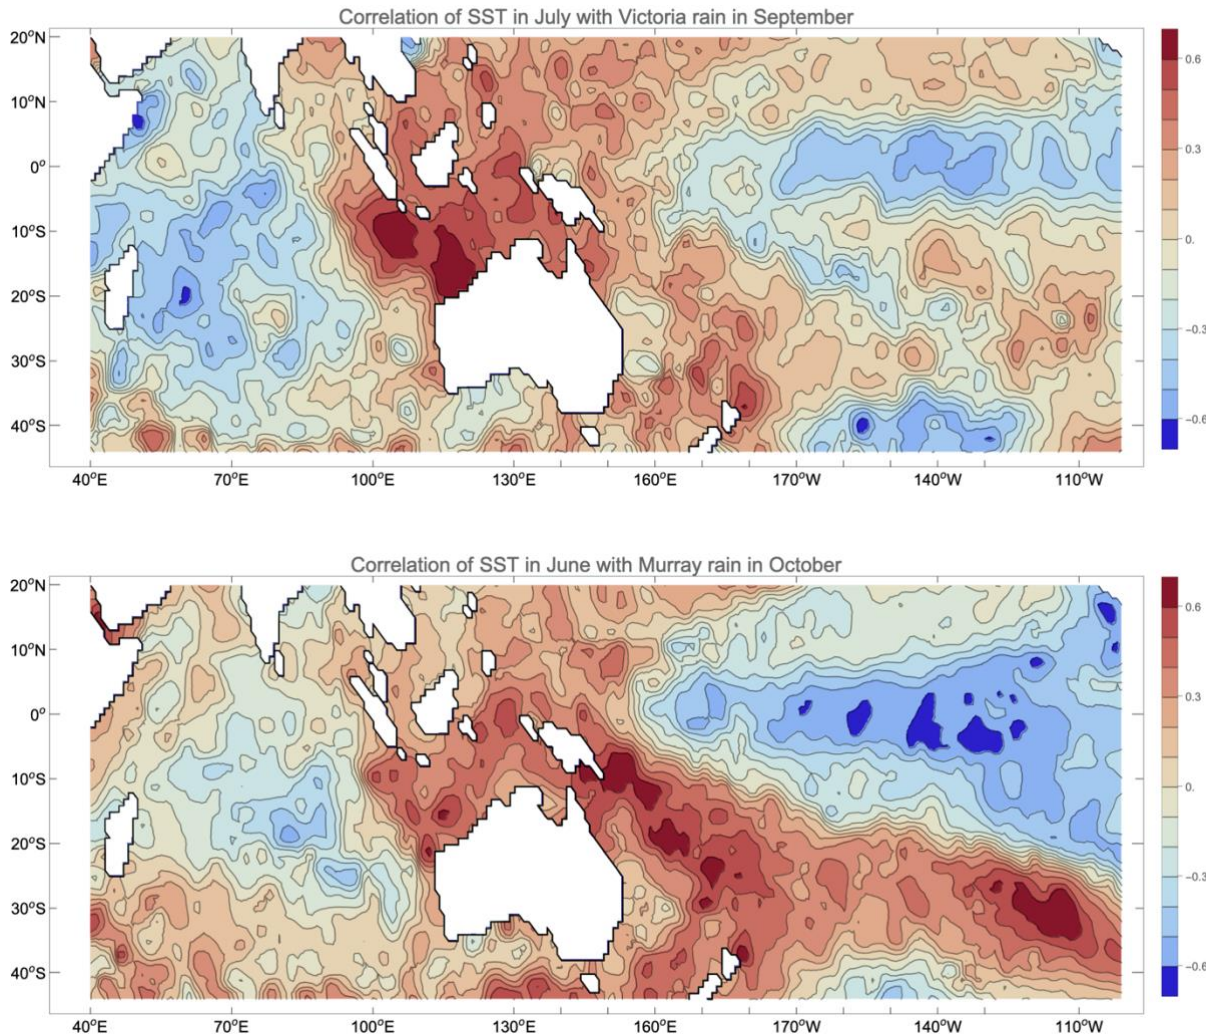 Correlation of SST in July with Victoria rain in September
20°N
10°N
0°
10°S
20°S
30°S
40°S
40°E 70°E 100°E 130°E 160°E 170°W 140°W 110°W
0.6
0.3
0.
-0.3
-0.6
Correlation of SST in June with Murray rain in October
20°N
10°N
0°
10°S
20°S
30°S
40°S
40°E 70°E 100°E 130°E 160°E 170°W 140°W 110°W
0.6
0.3
0.
-0.3
-0.6